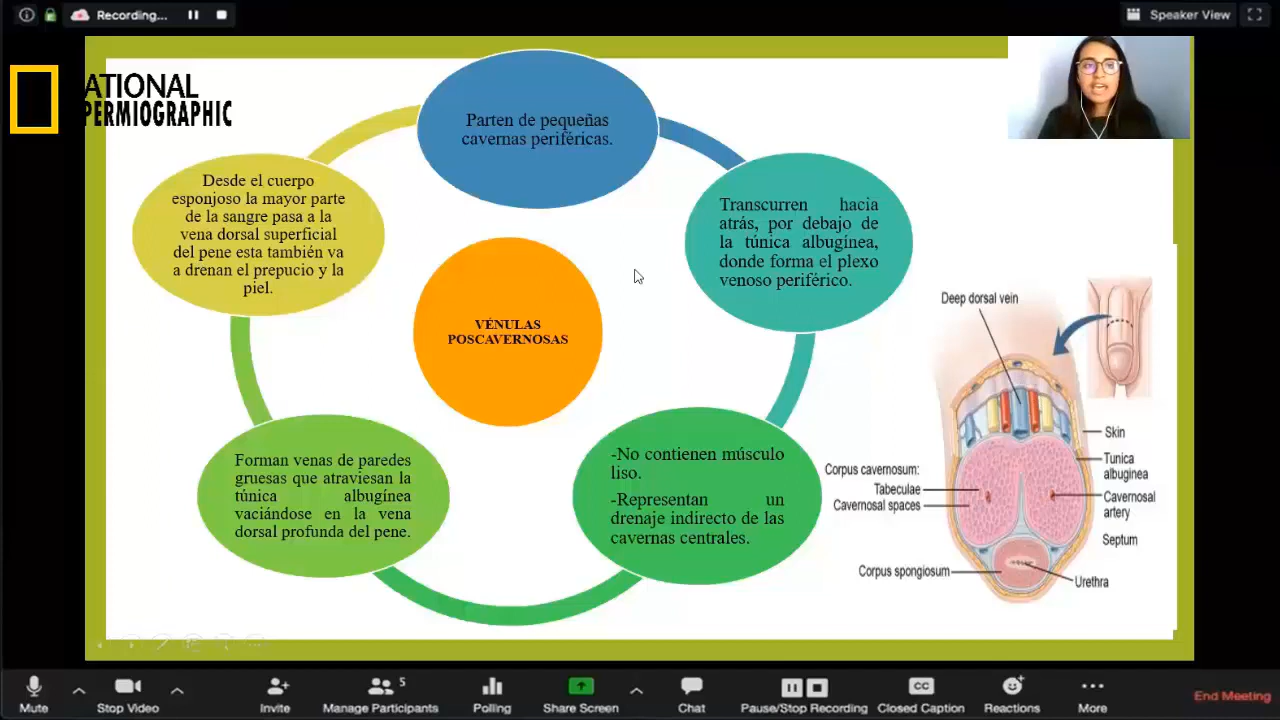 Recording...
Speaker View
ATIONAL
PERMIOGRAPHIC
Parten de pequeñas
cavernas periféricas.
Desde el cuerpo
esponjoso la mayor parte
de la sangre pasa a la
vena dorsal superficial
del pene esta también va
a drenan el prepucio y la
piel.
Transcurren hacia
atrás, por debajo de
la túnica albugínea,
donde forma el plexo
venoso periférico.
VÉNULAS
POSCAVERNOSAS
Forman venas de paredes
gruesas que atraviesan la
túnica albugínea
vaciándose en la vena
dorsal profunda del pene.
-No contienen músculo
liso.
-Representan un
drenaje indirecto de las
cavernas centrales.
Deep dorsal vein
Skin
Tunica
albuginea
Corpus cavernosum:
Tabeculae
Cavernosal spaces
Cavernosal
artery
Septum
Corpus spongiosum
Urethra
Mute
Stop Video
Invite
5
Manage Participants
Polling
Share Screen
Chat
Pause/Stop Recording
CC
Closed Caption
Reactions
More
End Meeting